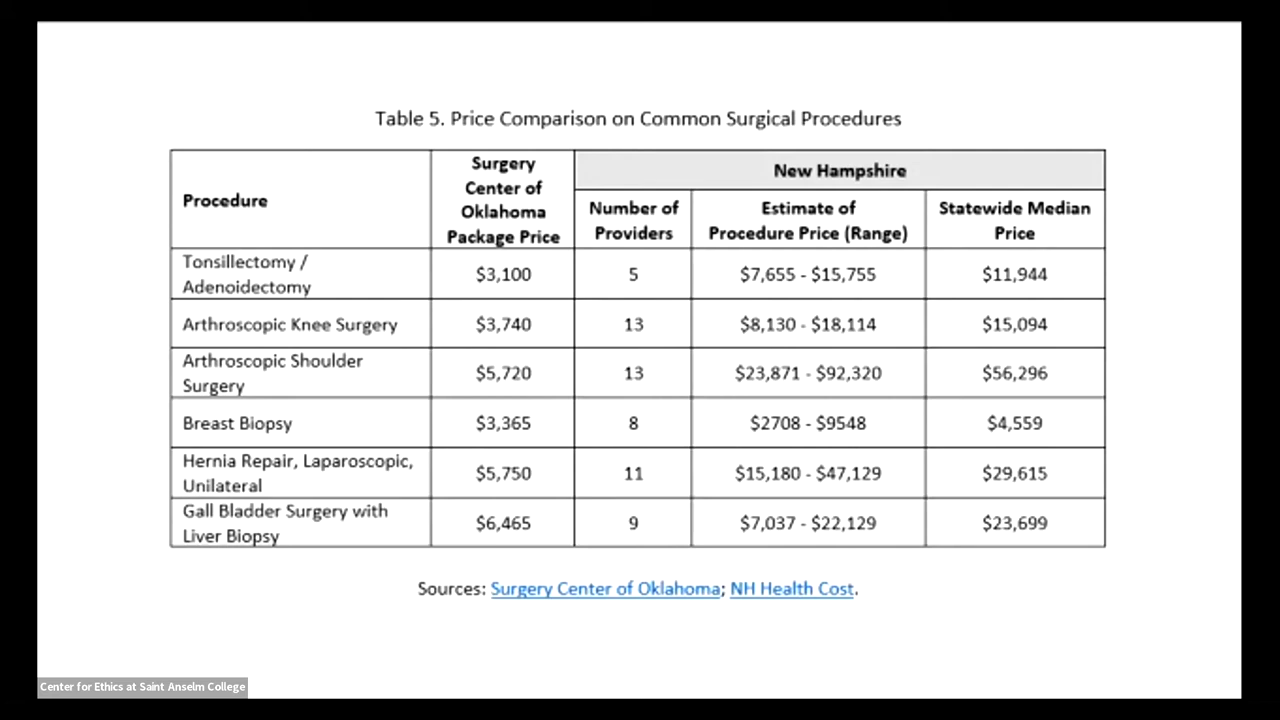 Table 5. Price Comparison on Common Surgical Procedures
Procedure
Surgery
Center of
Oklahoma
Package Price
New Hampshire
Number of
Providers
Estimate of
Procedure Price (Range)
Statewide Median
Price
Tonsillectomy /
Adenoidectomy
$3,100
5
$7,655 - $15,755
$11,944
Arthroscopic Knee Surgery
$3,740
13
$8,130 - $18,114
$15,094
Arthroscopic Shoulder
Surgery
$5,720
13
$23,871 - $92,320
$56,296
Breast Biopsy
$3,365
8
$2708 - $9548
$4,559
Hernia Repair, Laparoscopic,
Unilateral
$5,750
11
$15,180 - $47,129
$29,615
Gall Bladder Surgery with
Liver Biopsy
$6,465
9
$7,037 - $22,129
$23,699
Sources: Surgery Center of Oklahoma; NH Health Cost.
Center for Ethics at Saint Anselm College